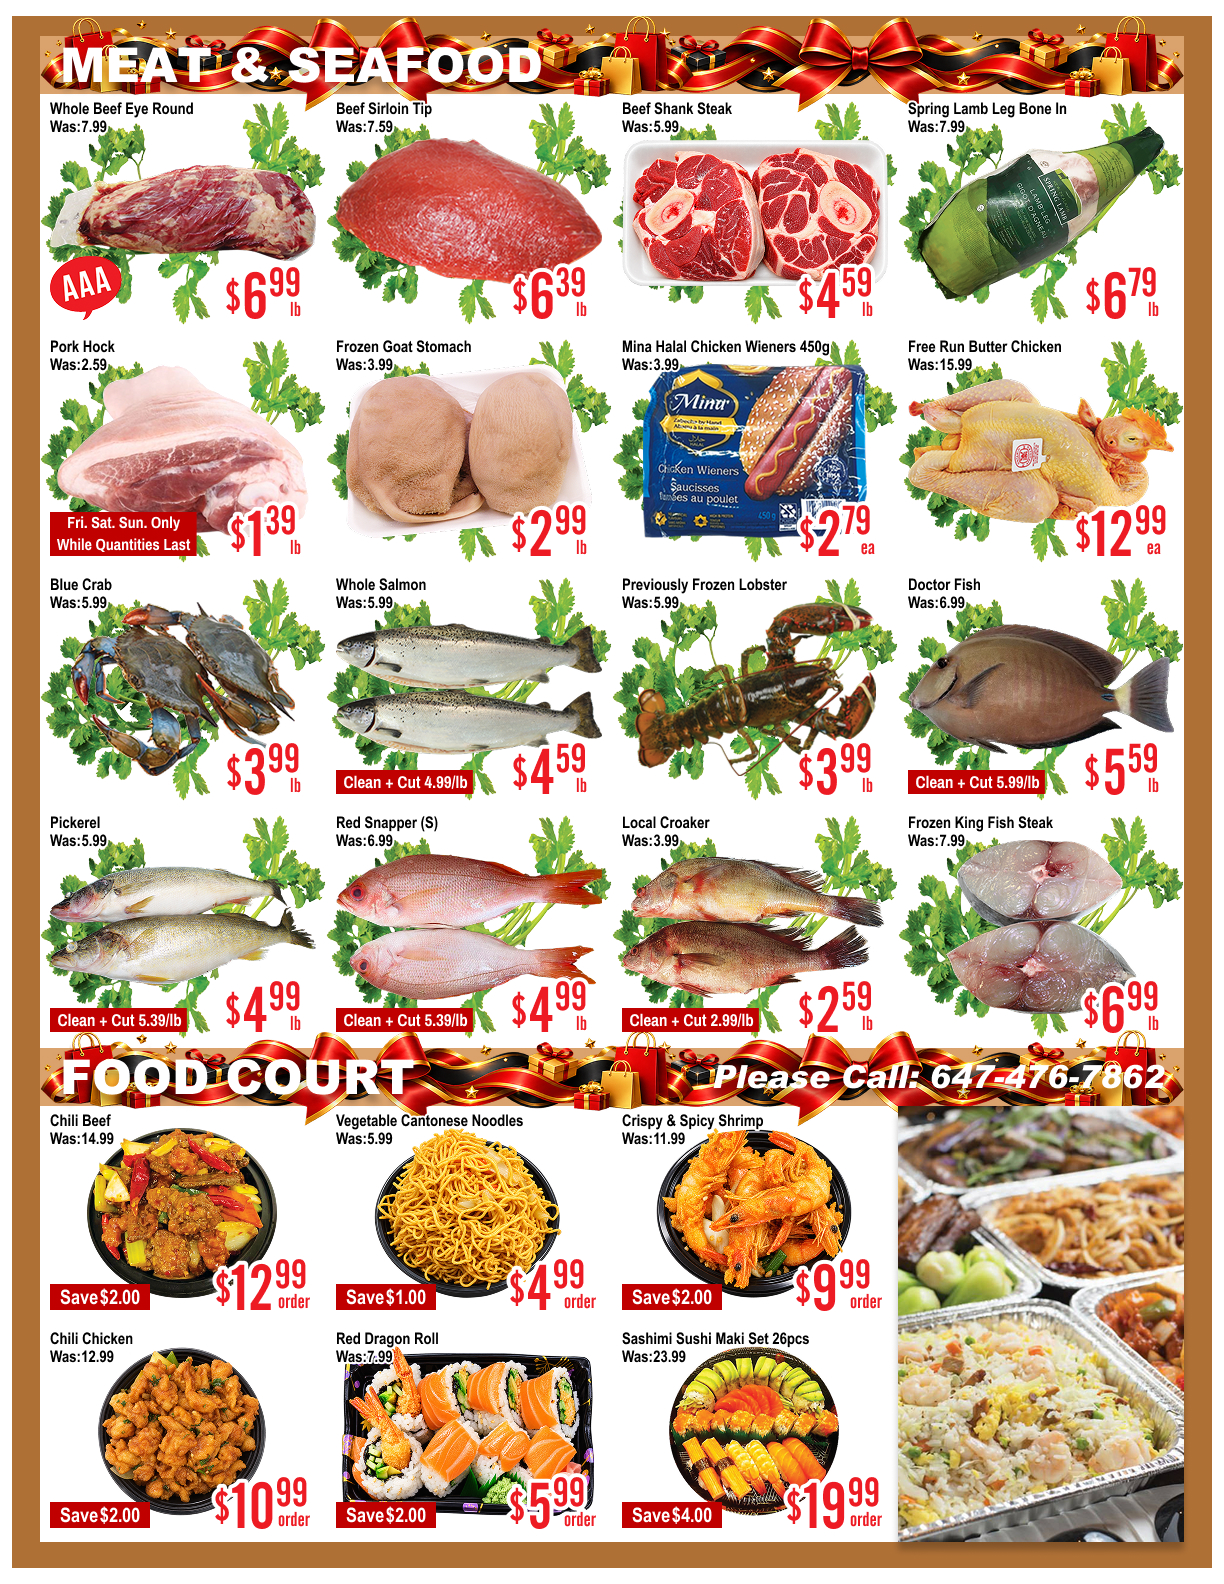 MEAT & SEAFOOD
Whole Beef Eye Round
Was:7.99
AAA
$6.99 lb
Beef Sirloin Tip
Was:7.59
$6.39 lb
Beef Shank Steak
Was:5.99
$4.59 lb
Spring Lamb Leg Bone In
Was:7.99
SPRING LAMB
LAMB LEG
GIGOT D'AGNEAU
$6.79 lb
Pork Hock
Was:2.59
Fri. Sat. Sun. Only
While Quantities Last
$1.39 lb
Frozen Goat Stomach
Was:3.99
$2.99 lb
Mina Halal Chicken Wieners 450g
Was:3.99
Mina
HALAL
Chicken Wieners
Saucisses
fumées au poulet
450 g
$2.79 ea
Free Run Butter Chicken
Was:15.99
$12.99 ea
Blue Crab
Was:5.99
$3.99 lb
Whole Salmon
Was:5.99
Clean + Cut 4.99/lb
$4.59 lb
Previously Frozen Lobster
Was:5.99
$3.99 lb
Doctor Fish
Was:6.99
Clean + Cut 5.99/lb
$5.59 lb
Pickerel
Was:5.99
Clean + Cut 5.39/lb
$4.99 lb
Red Snapper (S)
Was:6.99
Clean + Cut 5.39/lb
$4.99 lb
Local Croaker
Was:3.99
Clean + Cut 2.99/lb
$2.59 lb
Frozen King Fish Steak
Was:7.99
$6.99 lb
FOOD COURT
Please Call: 647-476-7862
Chili Beef
Was:14.99
Save $2.00
$12.99 order
Vegetable Cantonese Noodles
Was:5.99
Save $1.00
$4.99 order
Crispy & Spicy Shrimp
Was:11.99
Save $2.00
$9.99 order
Chili Chicken
Was:12.99
Save $2.00
$10.99 order
Red Dragon Roll
Was:7.99
Save $2.00
$5.99 order
Sashimi Sushi Maki Set 26pcs
Was:23.99
Save $4.00
$19.99 order